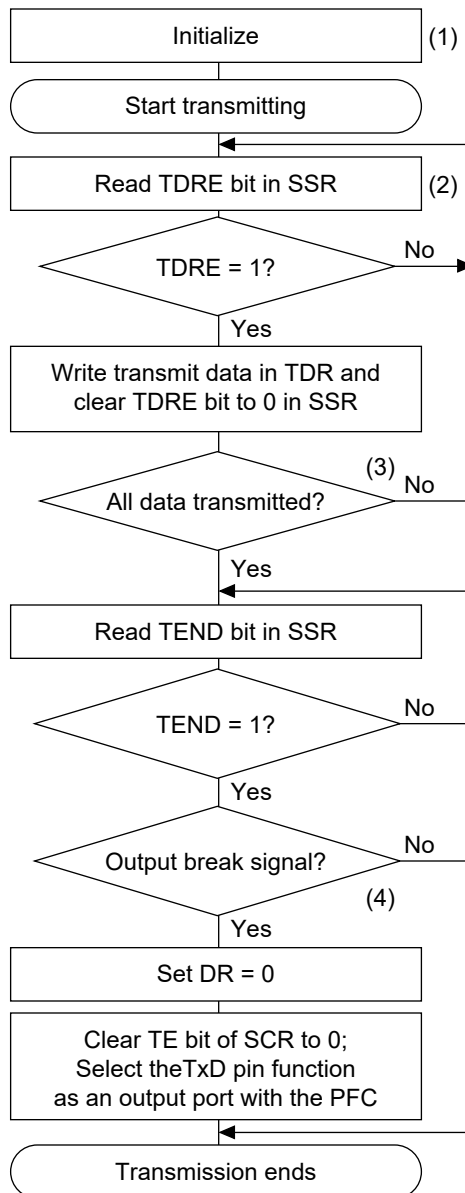 Initialize
(1)
Start transmitting
Read TDRE bit in SSR
(2)
TDRE = 1?
No
Yes
Write transmit data in TDR and
clear TDRE bit to 0 in SSR
(3)
All data transmitted?
No
Yes
Read TEND bit in SSR
TEND = 1?
No
Yes
Output break signal?
No
(4)
Yes
Set DR = 0
Clear TE bit of SCR to 0;
Select theTxD pin function
as an output port with the PFC
Transmission ends